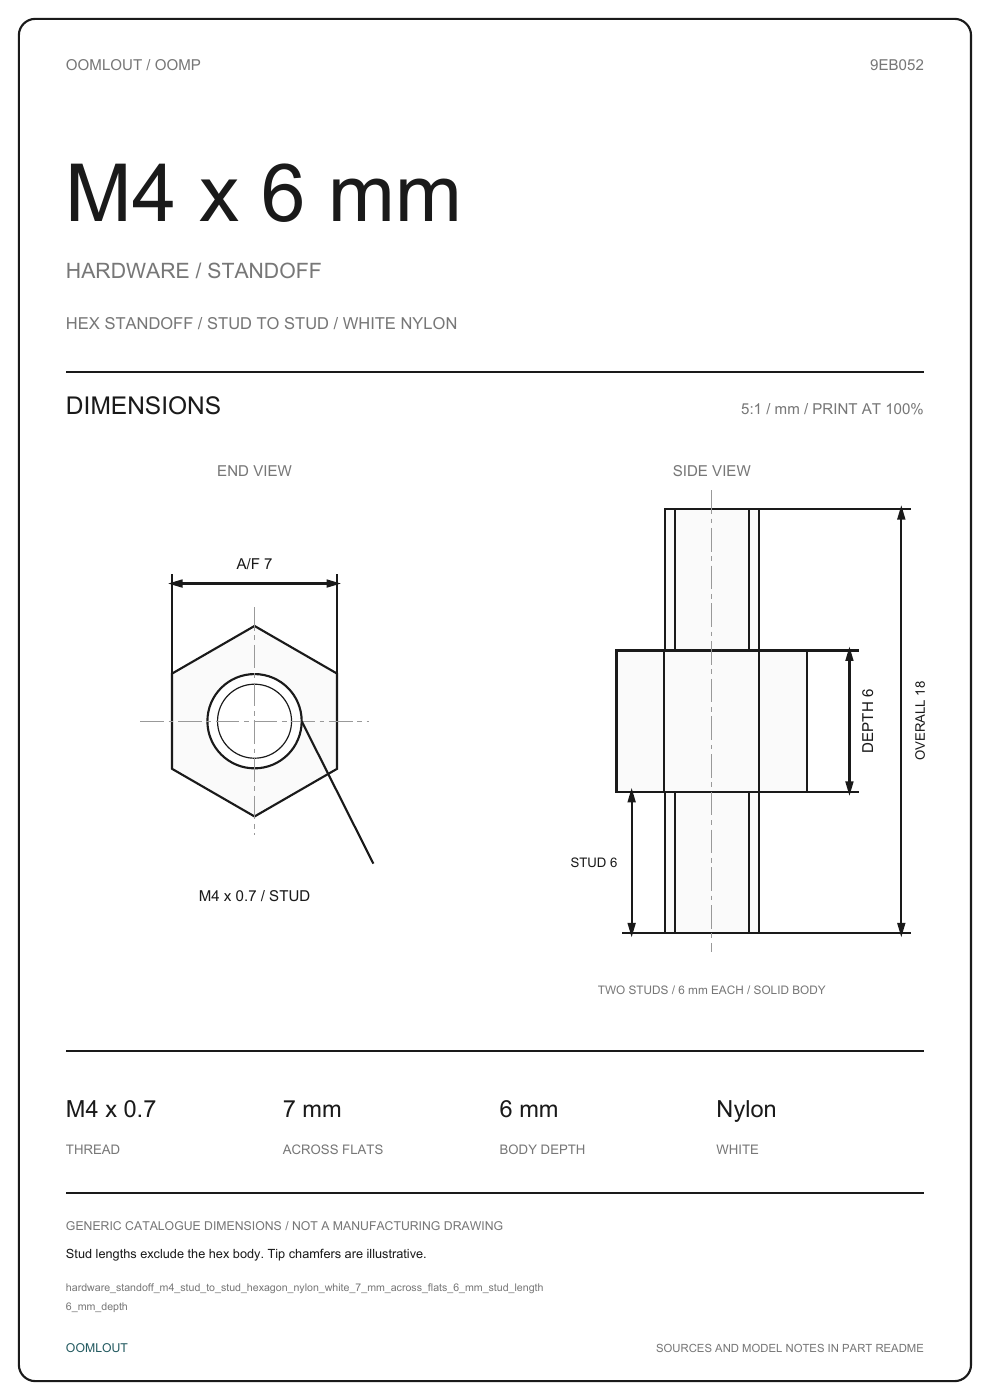 OOMLOUT / OOMP
9EB052
M4 x 6 mm
HARDWARE / STANDOFF
HEX STANDOFF / STUD TO STUD / WHITE NYLON
DIMENSIONS
5:1 / mm / PRINT AT 100%
END VIEW
SIDE VIEW
A/F 7
DEPTH 6
OVERALL 18
STUD 6
M4 x 0.7 / STUD
TWO STUDS / 6 mm EACH / SOLID BODY
M4 x 0.7
7 mm
6 mm
Nylon
THREAD
ACROSS FLATS
BODY DEPTH
WHITE
GENERIC CATALOGUE DIMENSIONS / NOT A MANUFACTURING DRAWING
Stud lengths exclude the hex body. Tip chamfers are illustrative.
hardware_standoff_m4_stud_to_stud_hexagon_nylon_white_7_mm_across_flats_6_mm_stud_length
6_mm_depth
OOMLOUT
SOURCES AND MODEL NOTES IN PART README